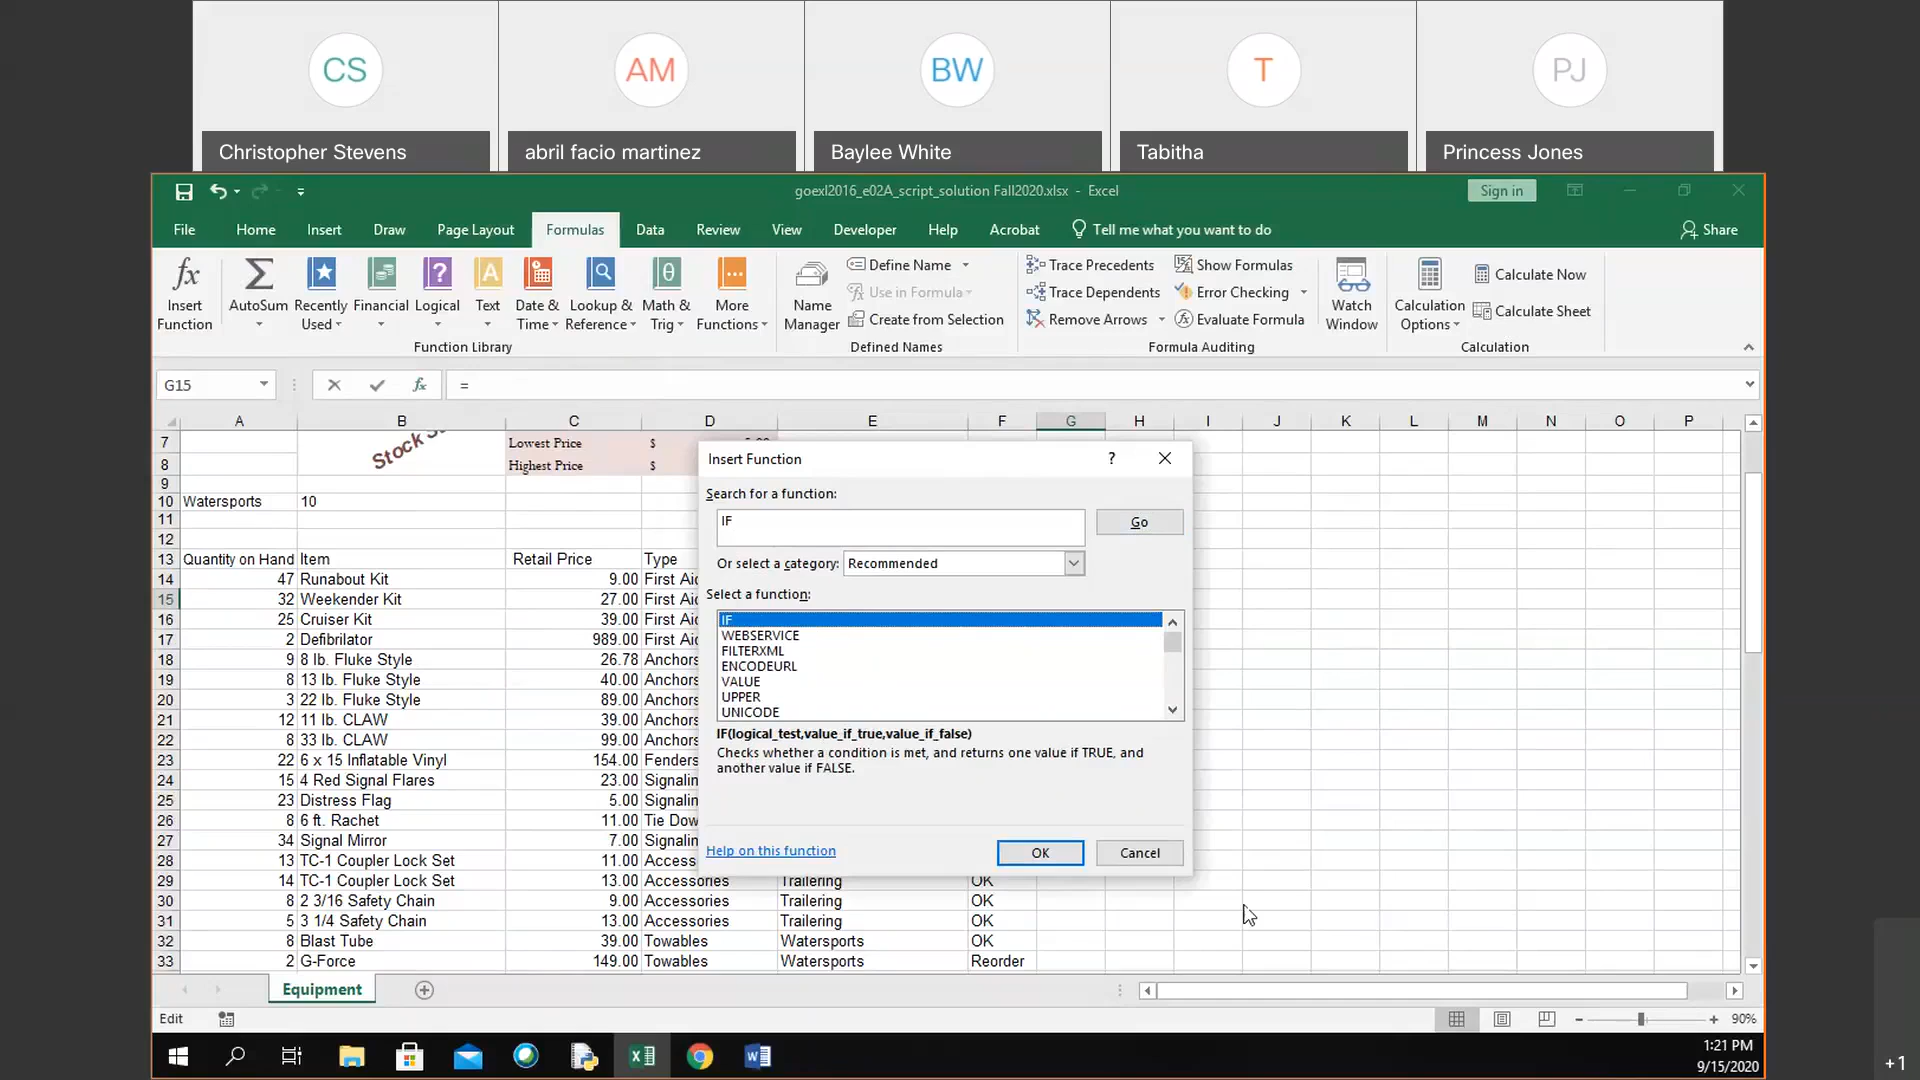 CS AM BW T PJ
Christopher Stevens abril facio martinez Baylee White Tabitha Princess Jones
goexl2016_e02A_script_solution Fall2020.xlsx - Excel Sign in
File Home Insert Draw Page Layout Formulas Data Review View Developer Help Acrobat Tell me what you want to do Share
Insert Function AutoSum Recently Used Financial Logical Text Date & Time Lookup & Reference Math & Trig More Functions
Function Library
Name Manager Define Name Use in Formula Create from Selection
Defined Names
Trace Precedents Trace Dependents Remove Arrows Show Formulas Error Checking Evaluate Formula
Formula Auditing
Watch Window
Calculation Options Calculate Now Calculate Sheet
Calculation
G15 fx =
A B C D E F G H I J K L M N O P
7 Lowest Price $
8 Highest Price $
9
10 Watersports 10
11
12
13 Quantity on Hand Item Retail Price Type
14 47 Runabout Kit 9.00 First Aid
15 32 Weekender Kit 27.00 First Aid
16 25 Cruiser Kit 39.00 First Aid
17 2 Defibrilator 989.00 First Aid
18 9 8 lb. Fluke Style 26.78 Anchors
19 8 13 lb. Fluke Style 40.00 Anchors
20 3 22 lb. Fluke Style 89.00 Anchors
21 12 11 lb. CLAW 39.00 Anchors
22 8 33 lb. CLAW 99.00 Anchors
23 22 6 x 15 Inflatable Vinyl 154.00 Fenders
24 15 4 Red Signal Flares 23.00 Signalin
25 23 Distress Flag 5.00 Signalin
26 8 6 ft. Rachet 11.00 Tie Dow
27 34 Signal Mirror 7.00 Signalin
28 13 TC-1 Coupler Lock Set 11.00 Access
29 14 TC-1 Coupler Lock Set 13.00 Accessories Trailering OK
30 8 2 3/16 Safety Chain 9.00 Accessories Trailering OK
31 5 3 1/4 Safety Chain 13.00 Accessories Trailering OK
32 8 Blast Tube 39.00 Towables Watersports OK
33 2 G-Force 149.00 Towables Watersports Reorder
Insert Function ?
Search for a function:
IF Go
Or select a category: Recommended
Select a function:
IF
WEBSERVICE
FILTERXML
ENCODEURL
VALUE
UPPER
UNICODE
IF(logical_test,value_if_true,value_if_false)
Checks whether a condition is met, and returns one value if TRUE, and
another value if FALSE.
Help on this function OK Cancel
Equipment
Edit 90%
1:21 PM
9/15/2020
+1